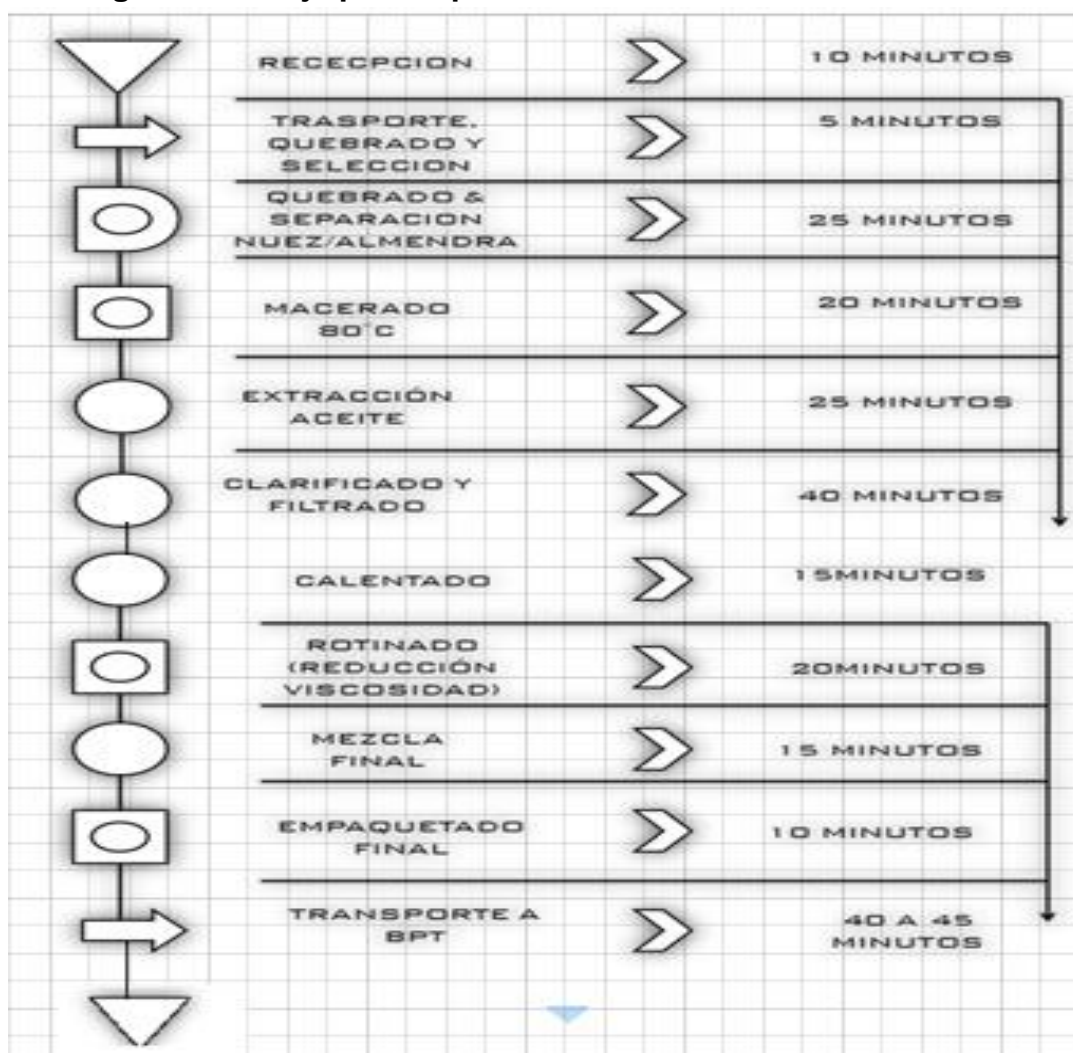 RECECPCION
10 MINUTOS
TRASPORTE,
QUEBRADO Y
SELECCION
5 MINUTOS
QUEBRADO &
SEPARACION
NUEZ/ALMENDRA
25 MINUTOS
MACERADO
80°C
20 MINUTOS
EXTRACCIÓN
ACEITE
25 MINUTOS
CLARIFICADO Y
FILTRADO
40 MINUTOS
CALENTADO
15MINUTOS
ROTINADO
(REDUCCIÓN
VISCOSIDAD)
20MINUTOS
MEZCLA
FINAL
15 MINUTOS
EMPAQUETADO
FINAL
10 MINUTOS
TRANSPORTE A
BPT
40 A 45
MINUTOS